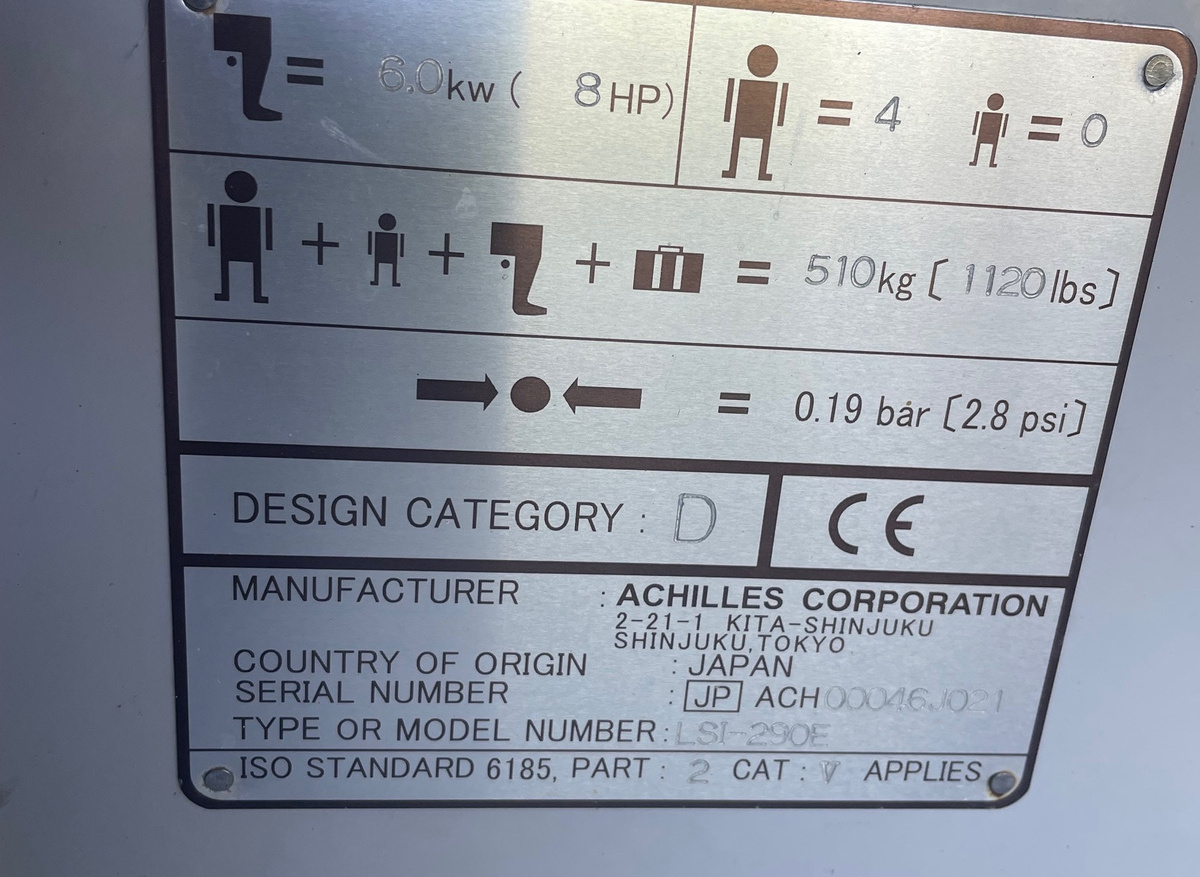 = 6.0kw ( 8HP)
= 4 = 0
+ + + = 510kg [1120lbs]
= 0.19 bar [2.8 psi]
DESIGN CATEGORY : D
CE
MANUFACTURER : ACHILLES CORPORATION
2-21-1 KITA-SHINJUKU
SHINJUKU, TOKYO
COUNTRY OF ORIGIN : JAPAN
SERIAL NUMBER : JP ACH00046J021
TYPE OR MODEL NUMBER : LSI-290E
ISO STANDARD 6185, PART : 2 CAT : V APPLIES